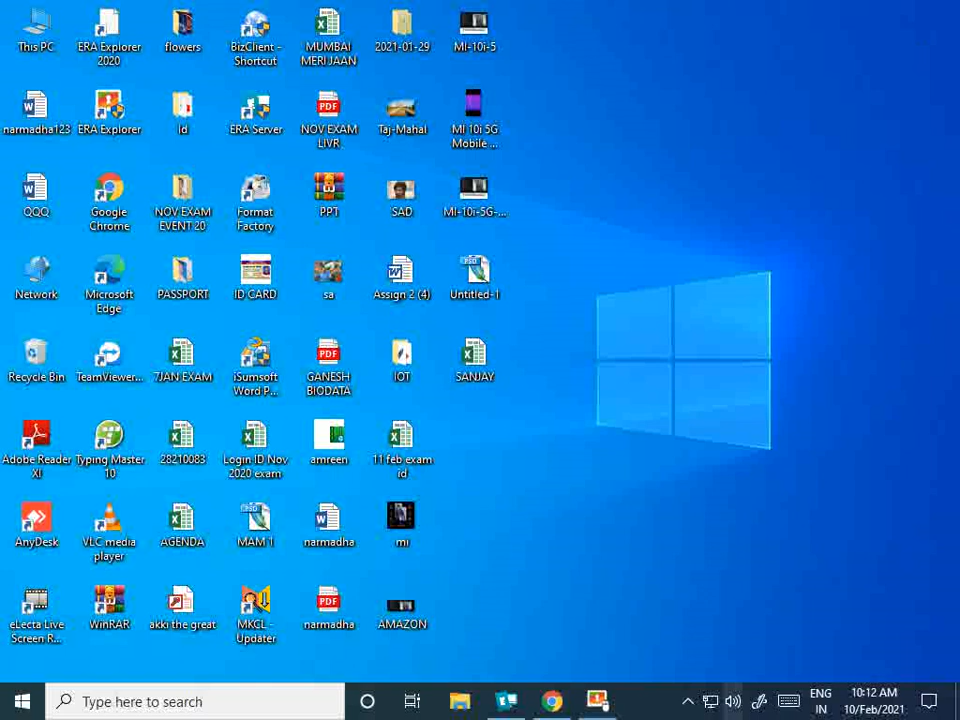 This PC
ERA Explorer
2020
flowers
BizClient -
Shortcut
MUMBAI
MERI JAAN
2021-01-29
MI-10i-5
narmadha123
ERA Explorer
Id
ERA Server
NOV EXAM
LIVR
Taj-Mahal
MI 10i 5G
Mobile ...
QQQ
Google
Chrome
NOV EXAM
EVENT 20
Format
Factory
PPT
SAD
MI-10i-5G-...
Network
Microsoft
Edge
PASSPORT
ID CARD
sa
Assign 2 (4)
Untitled-1
Recycle Bin
TeamViewer...
7JAN EXAM
iSumsoft
Word P...
GANESH
BIODATA
IOT
SANJAY
Adobe Reader
XI
Typing Master
10
28210083
Login ID Nov
2020 exam
amreen
11 feb exam
id
AnyDesk
VLC media
player
AGENDA
MAM 1
narmadha
mi
eLecta Live
Screen R...
WinRAR
akki the great
MKCL -
Updater
narmadha
AMAZON
Type here to search
ENG
IN
10:12 AM
10/Feb/2021